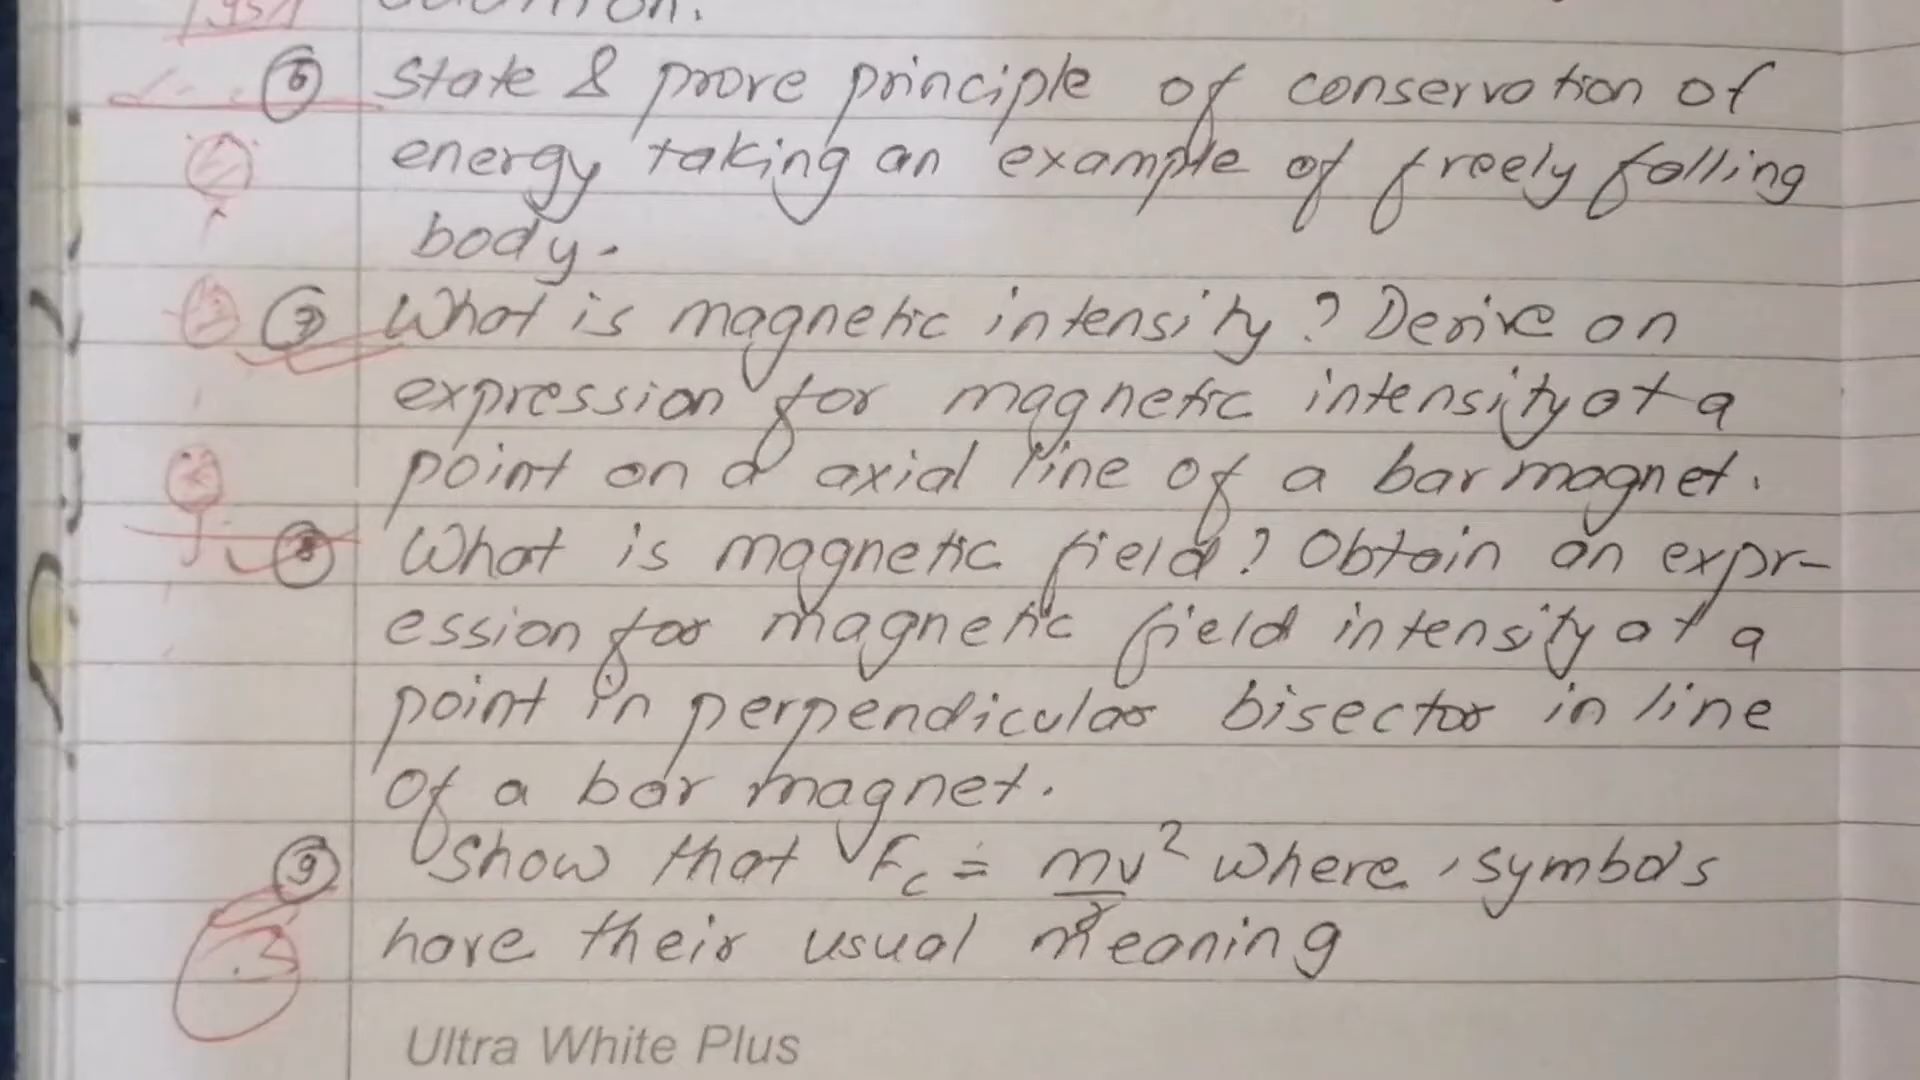 ⑥ State & prove principle of conservation of
energy taking an example of freely falling
body.
⑦ What is magnetic intensity? Derive an
expression for magnetic intensity at a
point on a axial line of a bar magnet.
⑧ What is magnetic field? Obtain an expr-
ession for magnetic field intensity at a
point in perpendicular bisector in line
of a bar magnet.
⑨ Show that Fc = mv²/r where symbols
have their usual meaning
Ultra White Plus